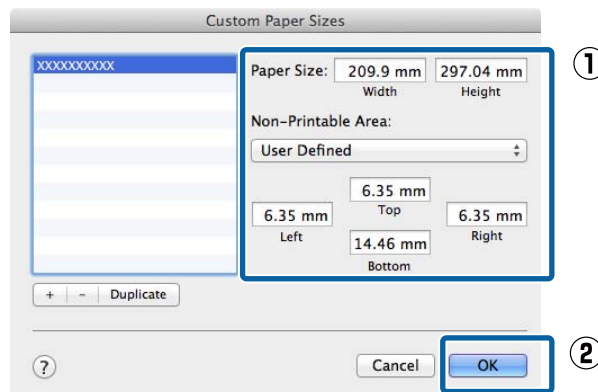 Custom Paper Sizes
XXXXXXXXXX
Paper Size: 209.9 mm 297.04 mm
Width Height
Non-Printable Area:
User Defined
6.35 mm
Top
6.35 mm 6.35 mm
Left Right
14.46 mm
Bottom
+ - Duplicate
? Cancel OK
①
②